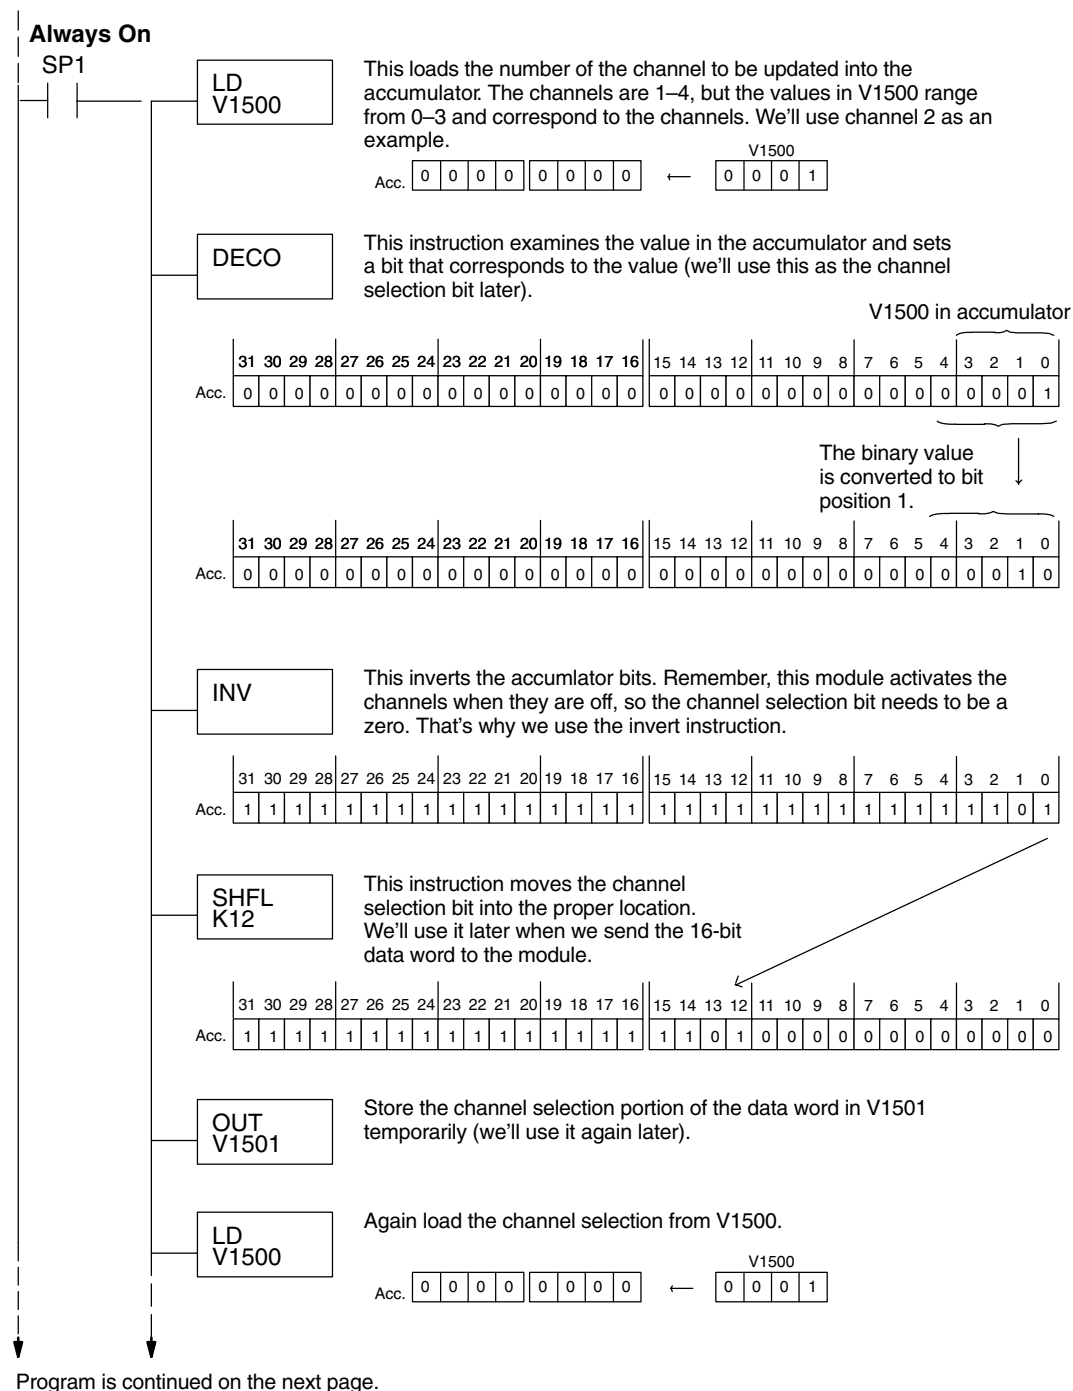 Always On
SP1
LD
V1500
This loads the number of the channel to be updated into the
accumulator. The channels are 1–4, but the values in V1500 range
from 0–3 and correspond to the channels. We'll use channel 2 as an
example.
V1500
Acc. 0 0 0 0 0 0 0 0 ← 0 0 0 1
DECO
This instruction examines the value in the accumulator and sets
a bit that corresponds to the value (we'll use this as the channel
selection bit later).
V1500 in accumulator
31 30 29 28 27 26 25 24 23 22 21 20 19 18 17 16 15 14 13 12 11 10 9 8 7 6 5 4 3 2 1 0
Acc. 0 0 0 0 0 0 0 0 0 0 0 0 0 0 0 0 0 0 0 0 0 0 0 0 0 0 0 0 0 0 0 1
The binary value
is converted to bit
position 1.
31 30 29 28 27 26 25 24 23 22 21 20 19 18 17 16 15 14 13 12 11 10 9 8 7 6 5 4 3 2 1 0
Acc. 0 0 0 0 0 0 0 0 0 0 0 0 0 0 0 0 0 0 0 0 0 0 0 0 0 0 0 0 0 0 1 0
INV
This inverts the accumlator bits. Remember, this module activates the
channels when they are off, so the channel selection bit needs to be a
zero. That's why we use the invert instruction.
31 30 29 28 27 26 25 24 23 22 21 20 19 18 17 16 15 14 13 12 11 10 9 8 7 6 5 4 3 2 1 0
Acc. 1 1 1 1 1 1 1 1 1 1 1 1 1 1 1 1 1 1 1 1 1 1 1 1 1 1 1 1 1 1 0 1
SHFL
K12
This instruction moves the channel
selection bit into the proper location.
We'll use it later when we send the 16-bit
data word to the module.
31 30 29 28 27 26 25 24 23 22 21 20 19 18 17 16 15 14 13 12 11 10 9 8 7 6 5 4 3 2 1 0
Acc. 1 1 1 1 1 1 1 1 1 1 1 1 1 1 1 1 1 1 0 1 0 0 0 0 0 0 0 0 0 0 0 0
OUT
V1501
Store the channel selection portion of the data word in V1501
temporarily (we'll use it again later).
LD
V1500
Again load the channel selection from V1500.
V1500
Acc. 0 0 0 0 0 0 0 0 ← 0 0 0 1
Program is continued on the next page.